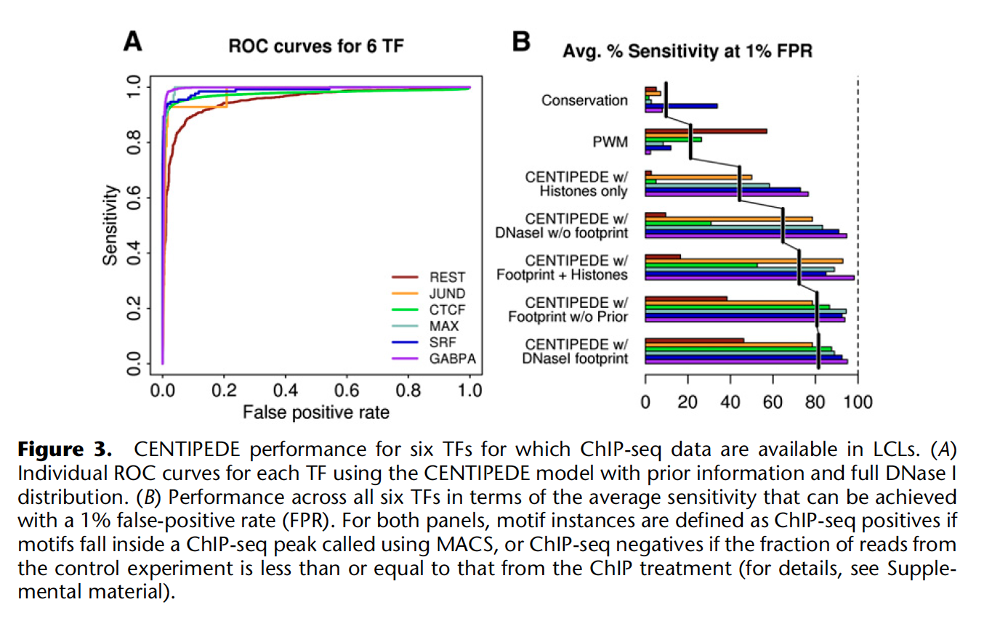 A
ROC curves for 6 TF
Sensitivity
1.0
0.8
0.6
0.4
0.2
0.0
REST
JUND
CTCF
MAX
SRF
GABPA
0.0 0.2 0.4 0.6 0.8 1.0
False positive rate
B
Avg. % Sensitivity at 1% FPR
Conservation
PWM
CENTIPEDE w/
Histones only
CENTIPEDE w/
DNaseI w/o footprint
CENTIPEDE w/
Footprint + Histones
CENTIPEDE w/
Footprint w/o Prior
CENTIPEDE w/
DNaseI footprint
0 20 40 60 80 100
Figure 3. CENTIPEDE performance for six TFs for which ChIP-seq data are available in LCLs. (A)
Individual ROC curves for each TF using the CENTIPEDE model with prior information and full DNase I
distribution. (B) Performance across all six TFs in terms of the average sensitivity that can be achieved
with a 1% false-positive rate (FPR). For both panels, motif instances are defined as ChIP-seq positives if
motifs fall inside a ChIP-seq peak called using MACS, or ChIP-seq negatives if the fraction of reads from
the control experiment is less than or equal to that from the ChIP treatment (for details, see Supple-
mental material).